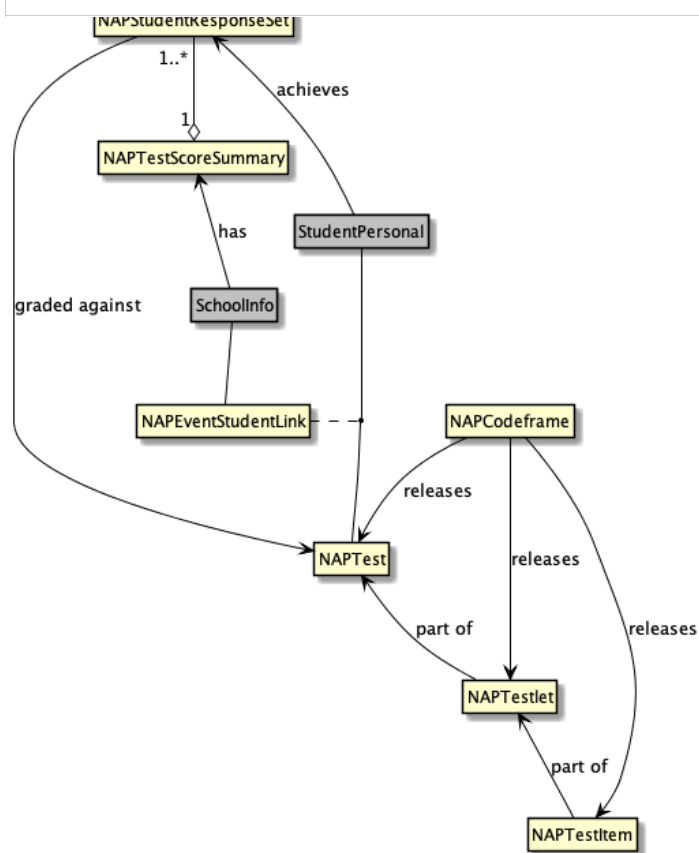 NAPStudentResponseSet
1..*
achieves
1
NAPTestScoreSummary
has
StudentPersonal
graded against
SchoolInfo
NAPEventStudentLink
NAPCodeframe
releases
NAPTest
releases
part of
releases
NAPTestlet
part of
NAPTestItem